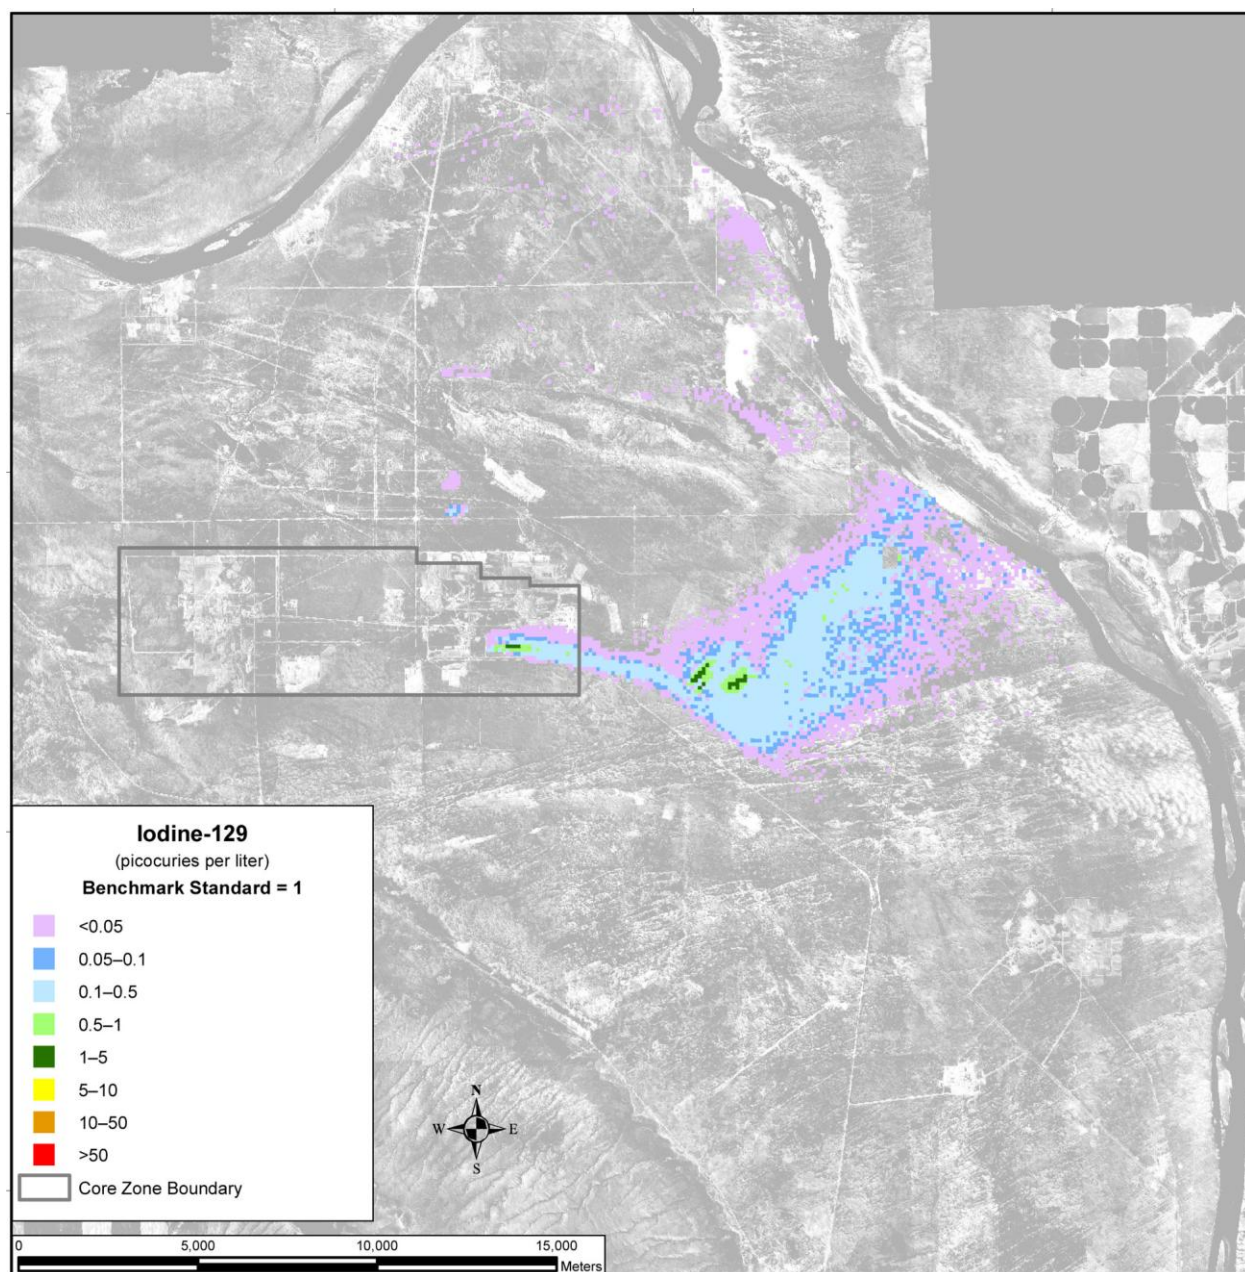 Iodine-129
(picocuries per liter)
Benchmark Standard = 1
<0.05
0.05–0.1
0.1–0.5
0.5–1
1–5
5–10
10–50
>50
Core Zone Boundary
N
W E
S
0 5,000 10,000 15,000
Meters